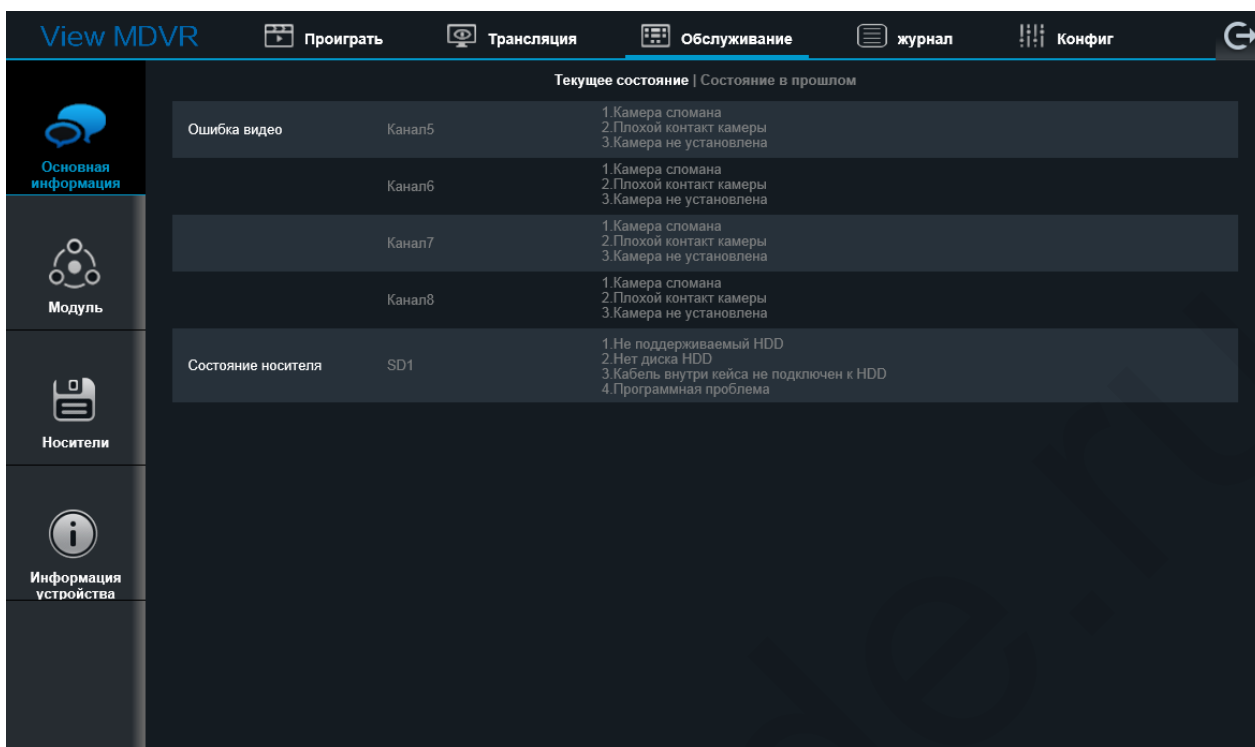 View MDVR
Проиграть
Трансляция
Обслуживание
журнал
Конфиг
Текущее состояние | Состояние в прошлом
Основная
информация
Модуль
Носители
Информация
устройства
Ошибка видео
Канал5
1.Камера сломана
2.Плохой контакт камеры
3.Камера не установлена
Канал6
1.Камера сломана
2.Плохой контакт камеры
3.Камера не установлена
Канал7
1.Камера сломана
2.Плохой контакт камеры
3.Камера не установлена
Канал8
1.Камера сломана
2.Плохой контакт камеры
3.Камера не установлена
Состояние носителя
SD1
1.Не поддерживаемый HDD
2.Нет диска HDD
3.Кабель внутри кейса не подключен к HDD
4.Программная проблема
de.ru